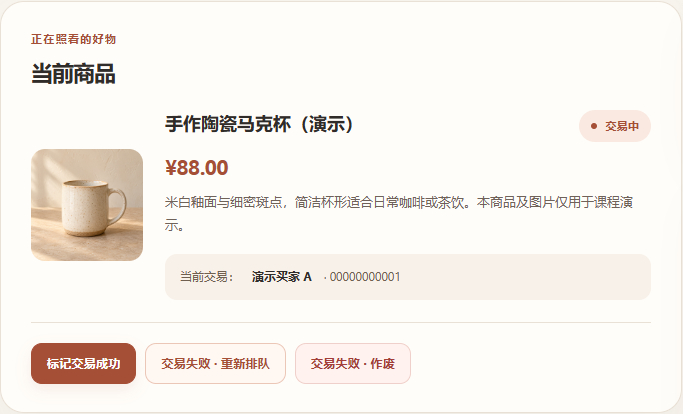 正在照看的好物
当前商品
手作陶瓷马克杯（演示）
交易中
¥88.00
米白釉面与细密斑点，简洁杯形适合日常咖啡或茶饮。本商品及图片仅用于课程演
示。
当前交易： 演示买家 A · 00000000001
标记交易成功
交易失败 · 重新排队
交易失败 · 作废